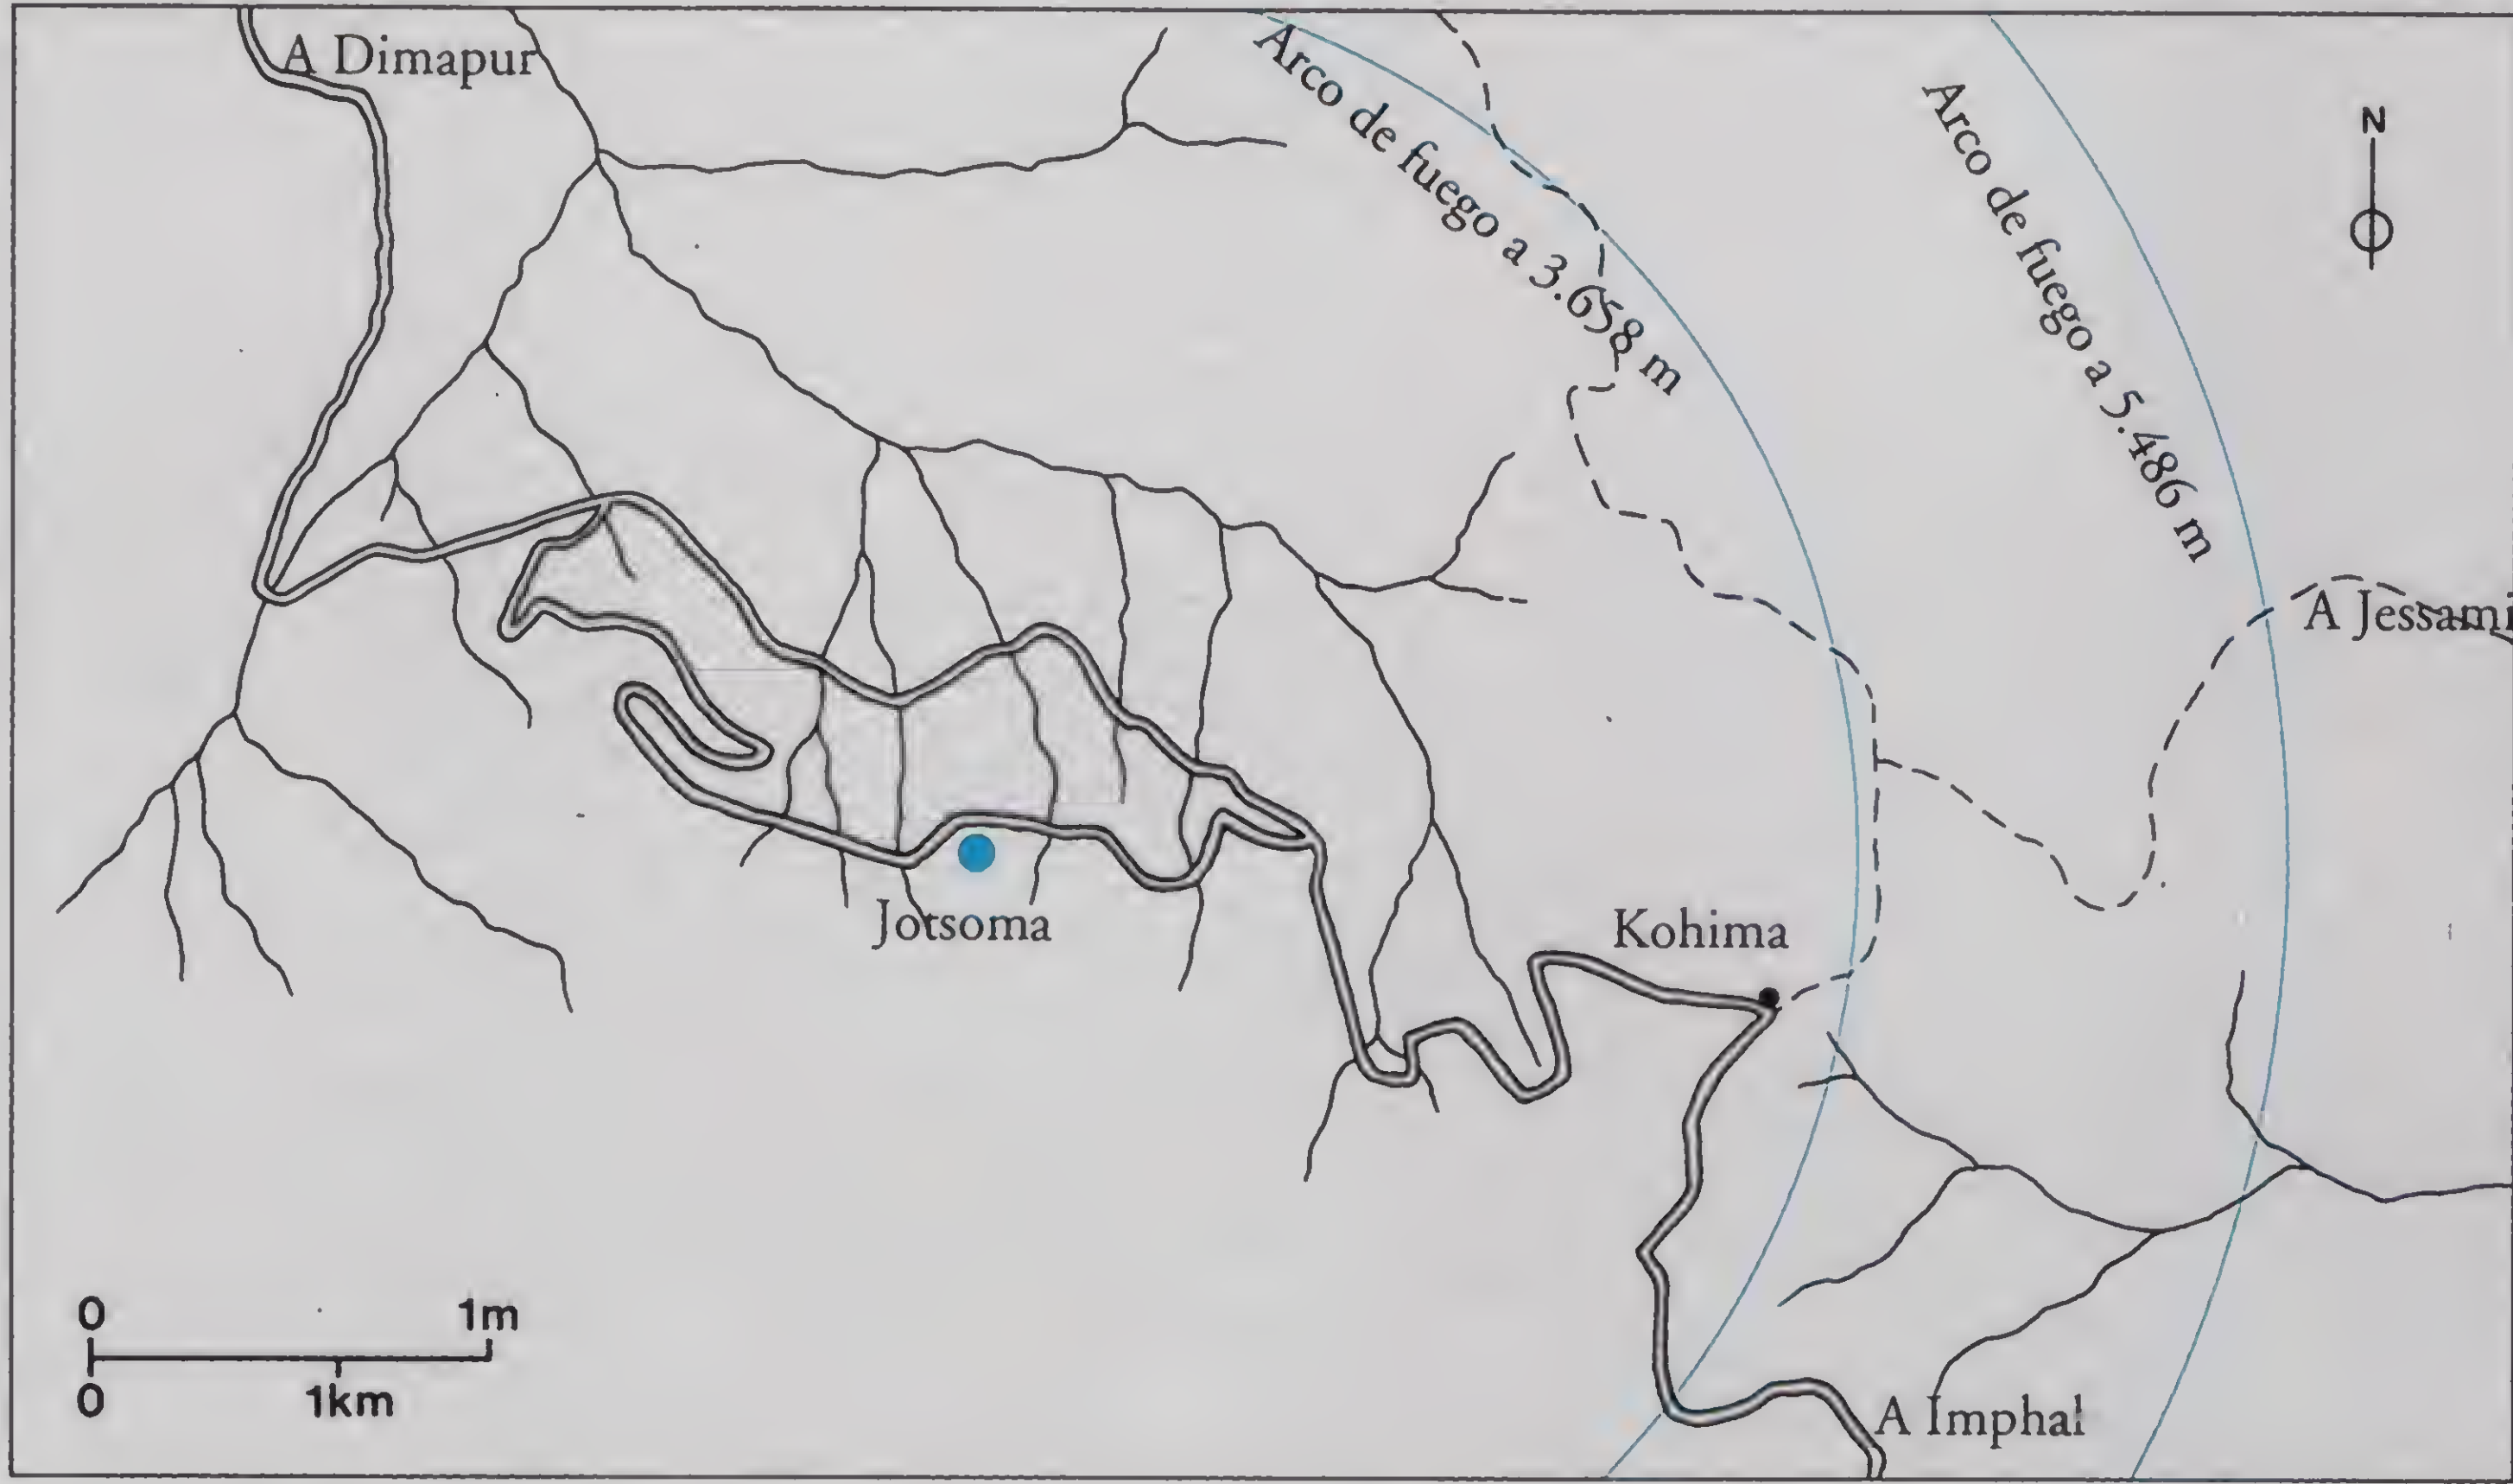 A Dimapur
Arco de fuego a 3.658 m
Arco de fuego a 5.486 m
N
A Jessami
Jotsoma
Kohima
0 1m
0 1km
A Imphal